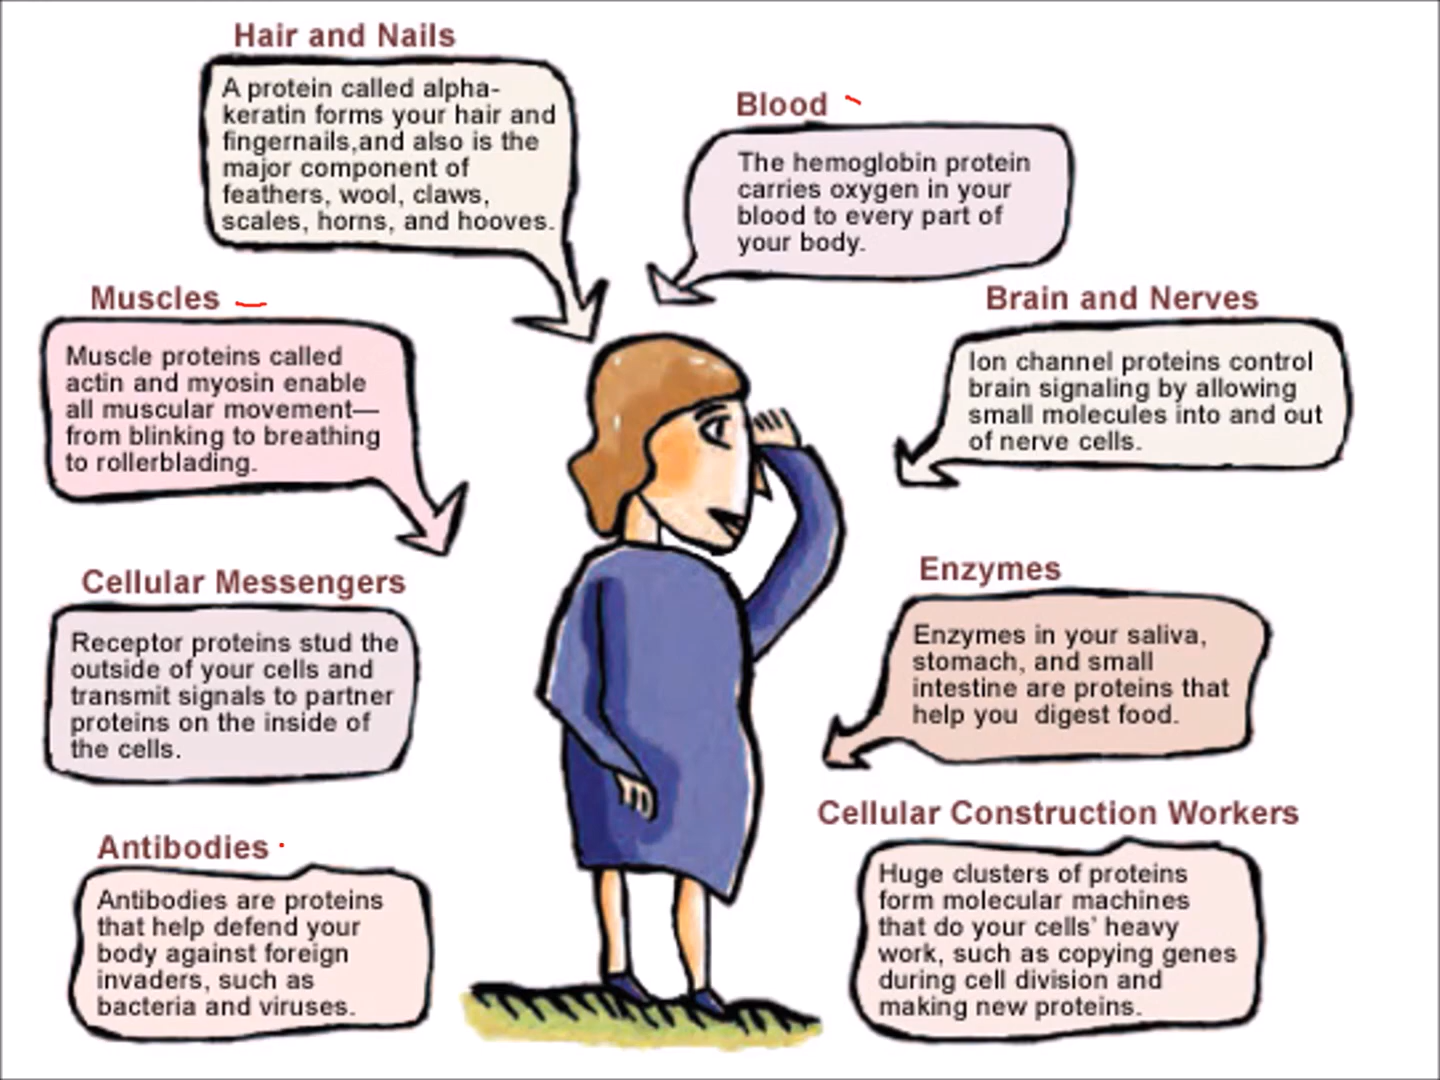 Hair and Nails
A protein called alpha-
keratin forms your hair and
fingernails,and also is the
major component of
feathers, wool, claws,
scales, horns, and hooves.
Blood
The hemoglobin protein
carries oxygen in your
blood to every part of
your body.
Muscles
Muscle proteins called
actin and myosin enable
all muscular movement—
from blinking to breathing
to rollerblading.
Brain and Nerves
Ion channel proteins control
brain signaling by allowing
small molecules into and out
of nerve cells.
Cellular Messengers
Receptor proteins stud the
outside of your cells and
transmit signals to partner
proteins on the inside of
the cells.
Enzymes
Enzymes in your saliva,
stomach, and small
intestine are proteins that
help you digest food.
Antibodies
Antibodies are proteins
that help defend your
body against foreign
invaders, such as
bacteria and viruses.
Cellular Construction Workers
Huge clusters of proteins
form molecular machines
that do your cells' heavy
work, such as copying genes
during cell division and
making new proteins.